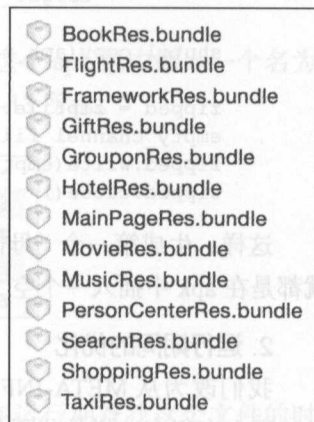 BookRes.bundle
FlightRes.bundle
FrameworkRes.bundle
GiftRes.bundle
GrouponRes.bundle
HotelRes.bundle
MainPageRes.bundle
MovieRes.bundle
MusicRes.bundle
PersonCenterRes.bundle
SearchRes.bundle
ShoppingRes.bundle
TaxiRes.bundle